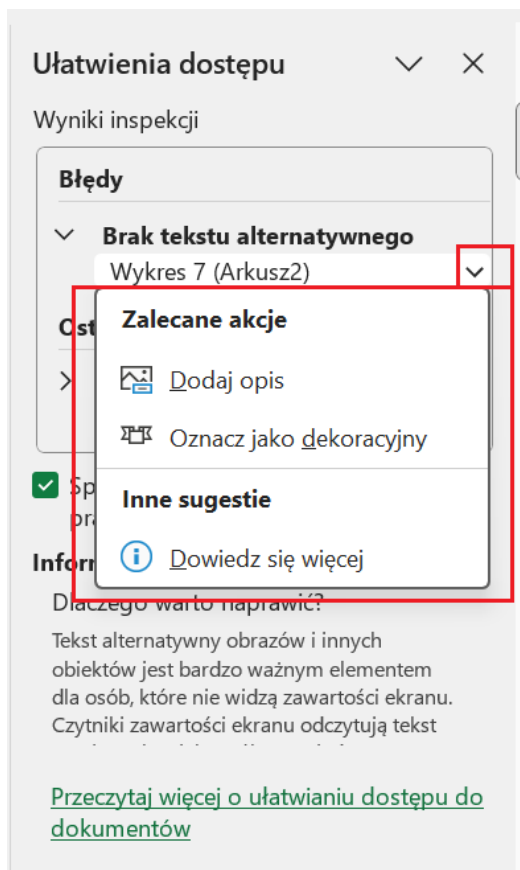 Ułatwienia dostępu
Wyniki inspekcji
Błędy
Brak tekstu alternatywnego
Wykres 7 (Arkusz2)
Zalecane akcje
Dodaj opis
Oznacz jako dekoracyjny
Inne sugestie
Dowiedz się więcej
Dlaczego warto naprawić?
Tekst alternatywny obrazów i innych
obiektów jest bardzo ważnym elementem
dla osób, które nie widzą zawartości ekranu.
Czytniki zawartości ekranu odczytują tekst
Przeczytaj więcej o ułatwianiu dostępu do
dokumentów